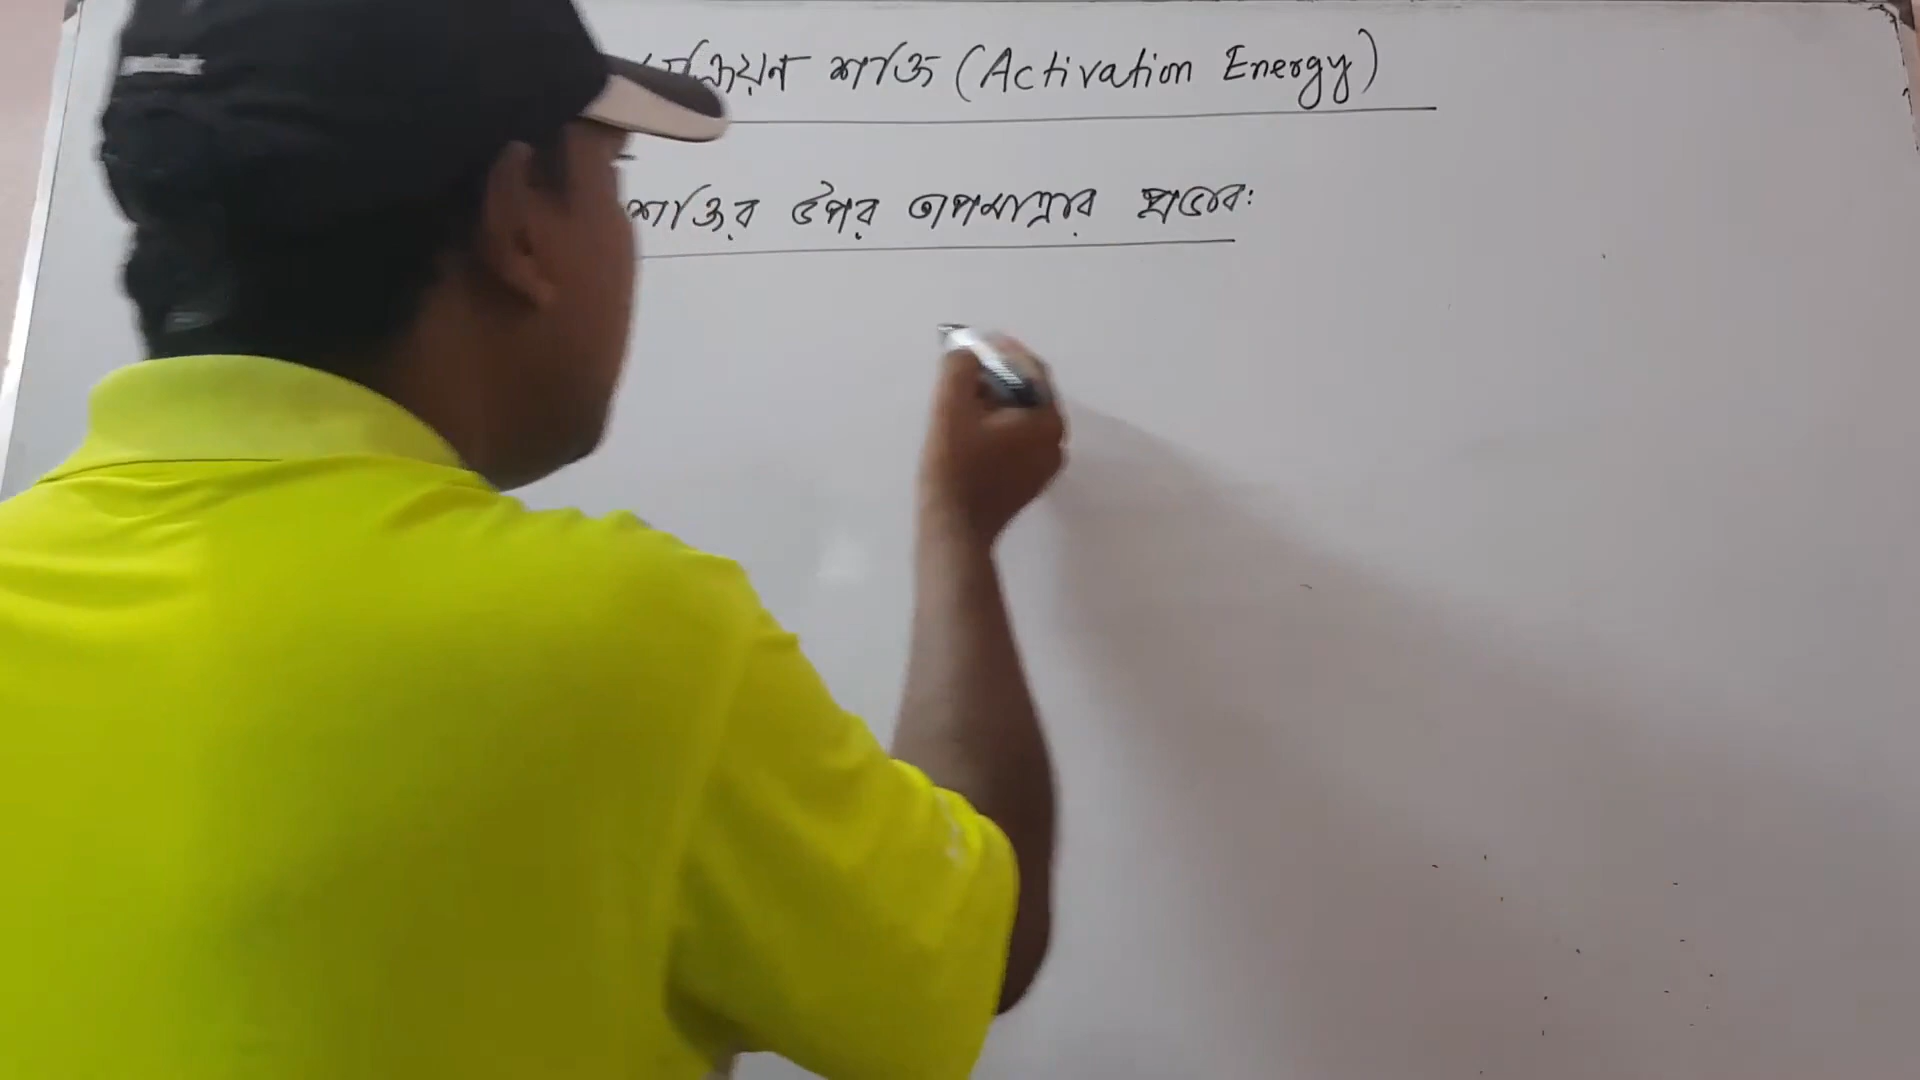 শক্তি (Activation Energy)
শক্তির উপর তাপমাত্রার প্রভাবঃ